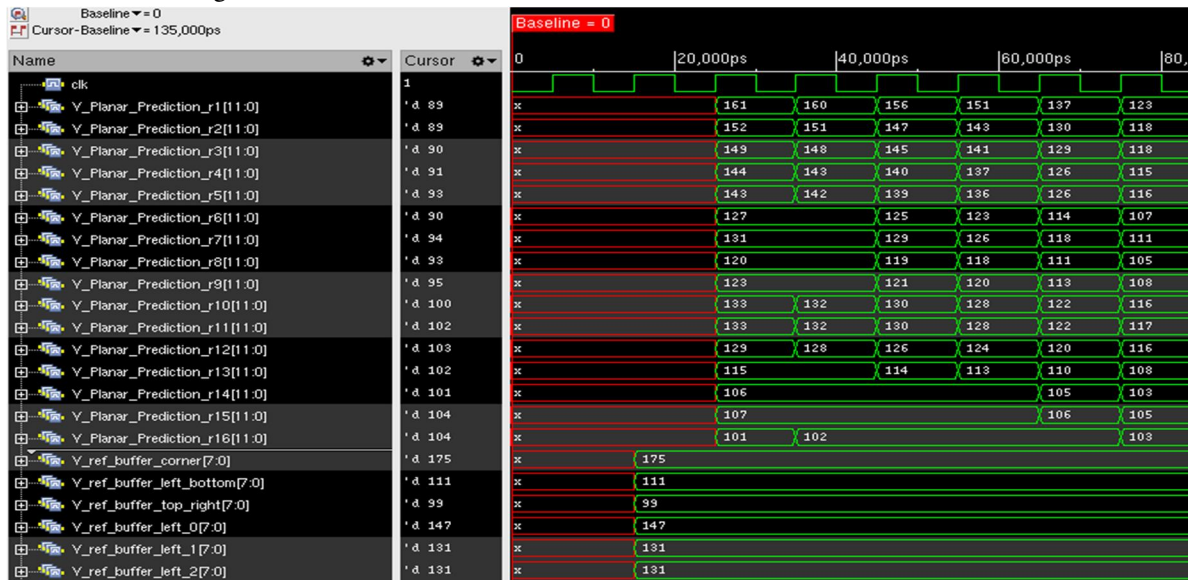 Baseline ▾= 0
Cursor-Baseline ▾= 135,000ps
Baseline = 0
Name Cursor 0 20,000ps 40,000ps 60,000ps 80,
clk 1
Y_Planar_Prediction_r1[11:0] 'd 89 x 161 160 156 151 137 123
Y_Planar_Prediction_r2[11:0] 'd 89 x 152 151 147 143 130 118
Y_Planar_Prediction_r3[11:0] 'd 90 x 149 148 145 141 129 118
Y_Planar_Prediction_r4[11:0] 'd 91 x 144 143 140 137 126 115
Y_Planar_Prediction_r5[11:0] 'd 93 x 143 142 139 136 126 116
Y_Planar_Prediction_r6[11:0] 'd 90 x 127 125 123 114 107
Y_Planar_Prediction_r7[11:0] 'd 94 x 131 129 126 118 111
Y_Planar_Prediction_r8[11:0] 'd 93 x 120 119 118 111 105
Y_Planar_Prediction_r9[11:0] 'd 95 x 123 121 120 113 108
Y_Planar_Prediction_r10[11:0] 'd 100 x 133 132 130 128 122 116
Y_Planar_Prediction_r11[11:0] 'd 102 x 133 132 130 128 122 117
Y_Planar_Prediction_r12[11:0] 'd 103 x 129 128 126 124 120 116
Y_Planar_Prediction_r13[11:0] 'd 102 x 115 114 113 110 108
Y_Planar_Prediction_r14[11:0] 'd 101 x 106 105 103
Y_Planar_Prediction_r15[11:0] 'd 104 x 107 106 105
Y_Planar_Prediction_r16[11:0] 'd 104 x 101 102 103
Y_ref_buffer_corner[7:0] 'd 175 x 175
Y_ref_buffer_left_bottom[7:0] 'd 111 x 111
Y_ref_buffer_top_right[7:0] 'd 99 x 99
Y_ref_buffer_left_0[7:0] 'd 147 x 147
Y_ref_buffer_left_1[7:0] 'd 131 x 131
Y_ref_buffer_left_2[7:0] 'd 131 x 131